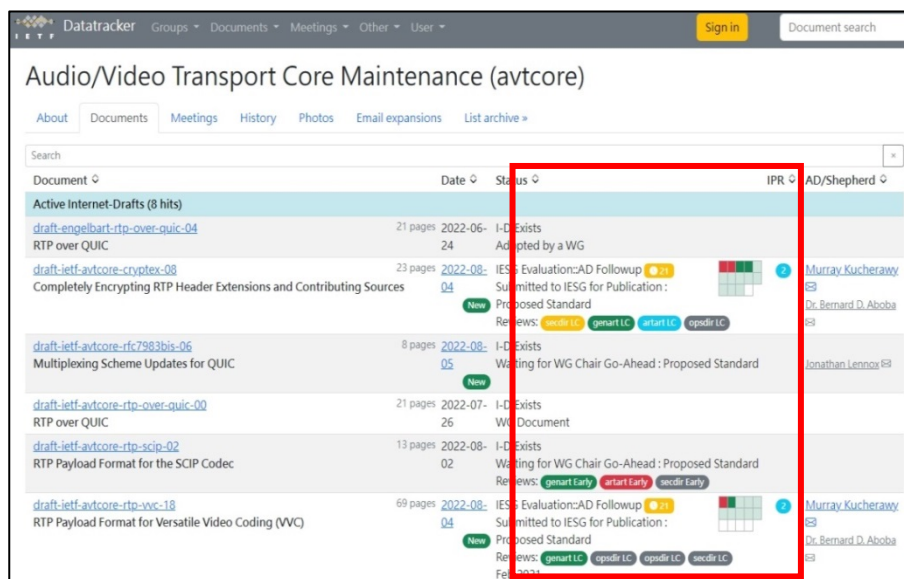 IETF Datatracker Groups Documents Meetings Other User Sign in Document search
Audio/Video Transport Core Maintenance (avtcore)
About Documents Meetings History Photos Email expansions List archive »
Search ×
Document Date Status IPR AD/Shepherd
Active Internet-Drafts (8 hits)
draft-engelbart-rtp-over-quic-04 21 pages 2022-06- I-D Exists
RTP over QUIC 24 Adopted by a WG
draft-ietf-avtcore-cryptex-08 23 pages 2022-08- IESG Evaluation::AD Followup 21 2 Murray Kucherawy
Completely Encrypting RTP Header Extensions and Contributing Sources 04 Submitted to IESG for Publication :
New Proposed Standard Dr. Bernard D. Aboba
Reviews: secdir LC genart LC artart LC opsdir LC
draft-ietf-avtcore-rfc7983bis-06 8 pages 2022-08- I-D Exists
Multiplexing Scheme Updates for QUIC 05 Waiting for WG Chair Go-Ahead : Proposed Standard Jonathan Lennox
New
draft-ietf-avtcore-rtp-over-quic-00 21 pages 2022-07- I-D Exists
RTP over QUIC 26 WG Document
draft-ietf-avtcore-rtp-scip-02 13 pages 2022-08- I-D Exists
RTP Payload Format for the SCIP Codec 02 Waiting for WG Chair Go-Ahead : Proposed Standard
Reviews: genart Early artart Early secdir Early
draft-ietf-avtcore-rtp-vvc-18 69 pages 2022-08- IESG Evaluation::AD Followup 21 2 Murray Kucherawy
RTP Payload Format for Versatile Video Coding (VVC) 04 Submitted to IESG for Publication :
New Proposed Standard Dr. Bernard D. Aboba
Reviews: genart LC opsdir LC opsdir LC secdir LC
Feb 2021